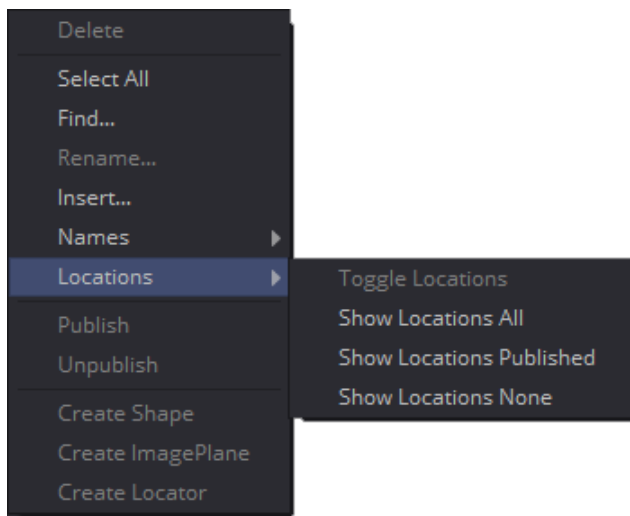 Delete
Select All
Find...
Rename...
Insert...
Names
Locations
Toggle Locations
Show Locations All
Show Locations Published
Show Locations None
Publish
Unpublish
Create Shape
Create ImagePlane
Create Locator